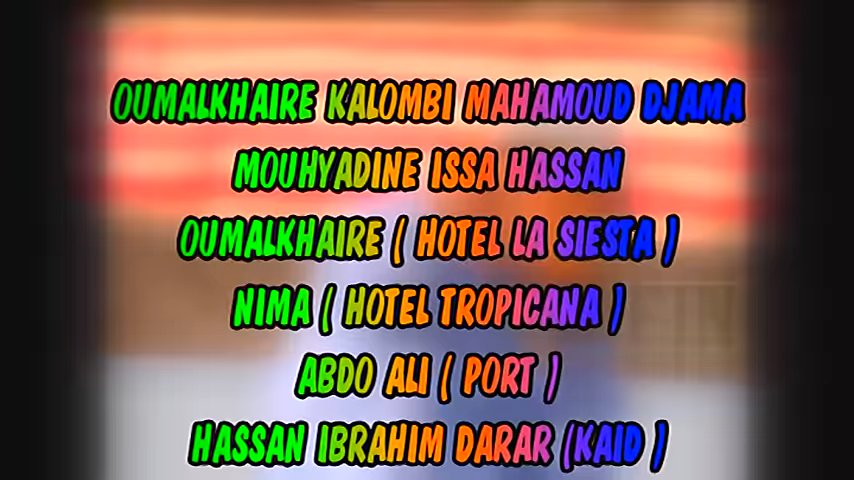 OUMALKHAIRE KALOMBI MAHAMOUD DJAMA
MOUHYADINE ISSA HASSAN
OUMALKHAIRE ( HOTEL LA SIESTA )
NIMA ( HOTEL TROPICANA )
ABDO ALI ( PORT )
HASSAN IBRAHIM DARAR (KAID )